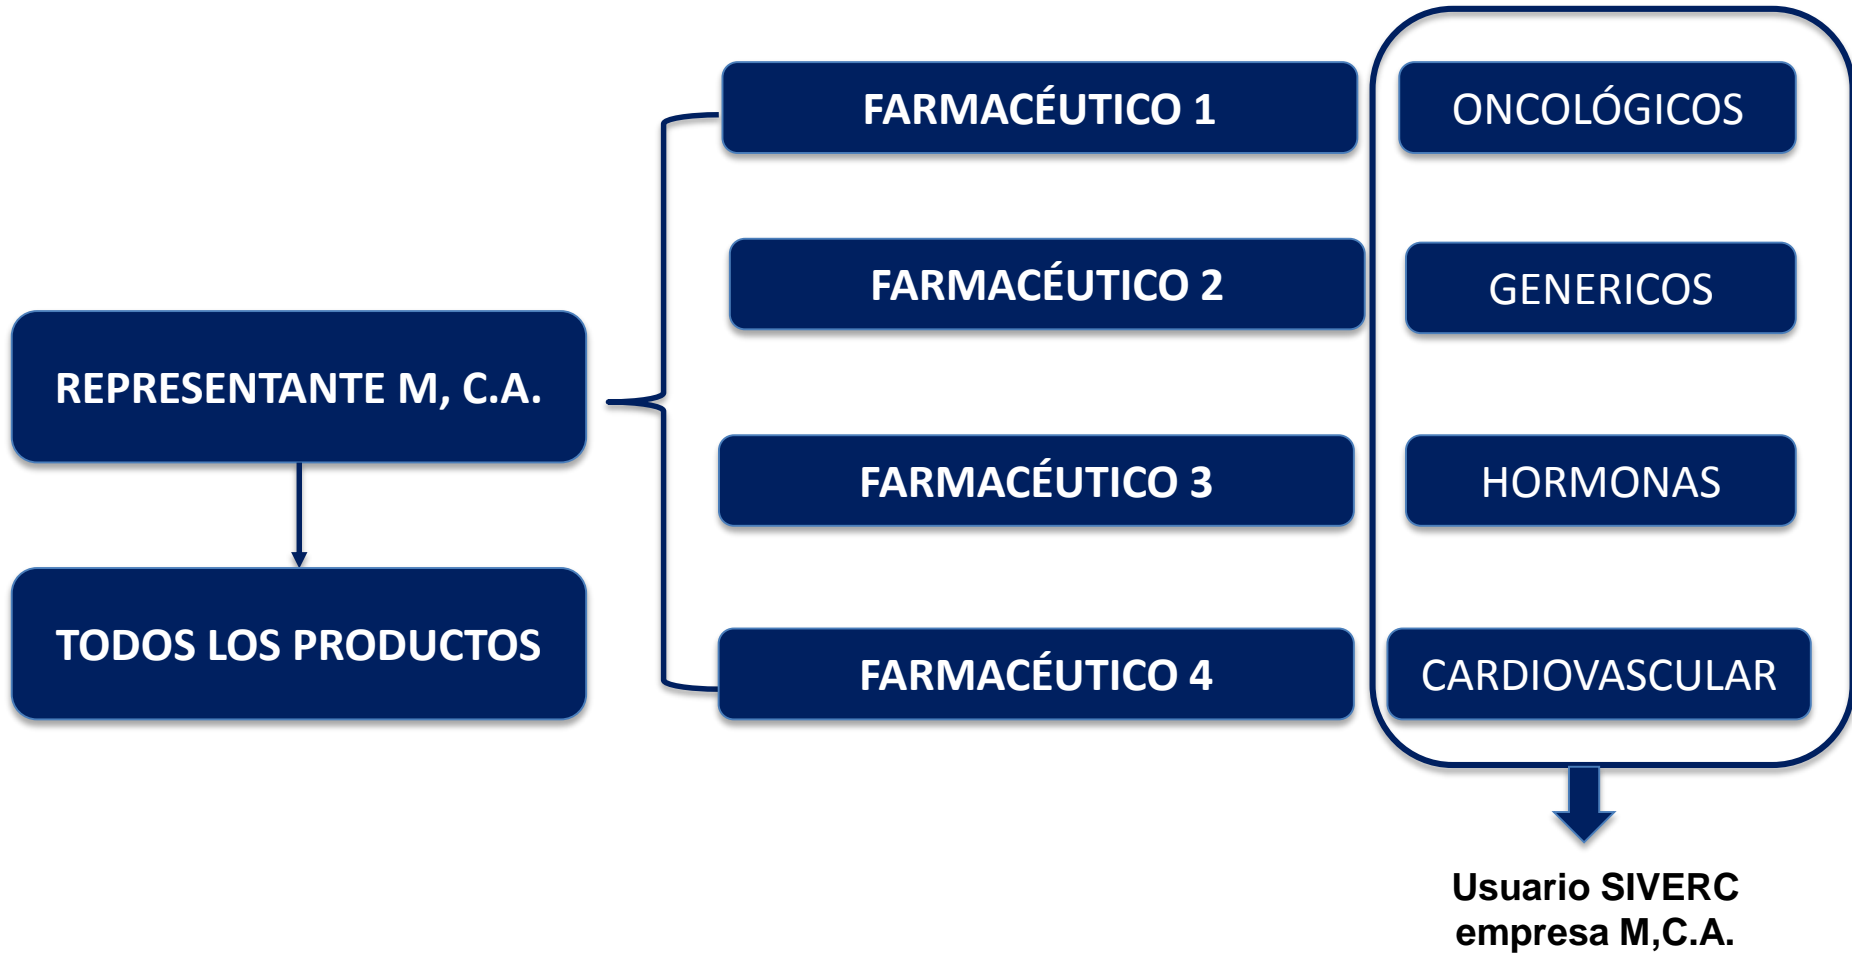 FARMACÉUTICO 1
ONCOLÓGICOS
FARMACÉUTICO 2
GENERICOS
REPRESENTANTE M, C.A.
FARMACÉUTICO 3
HORMONAS
TODOS LOS PRODUCTOS
FARMACÉUTICO 4
CARDIOVASCULAR
Usuario SIVERC
empresa M,C.A.